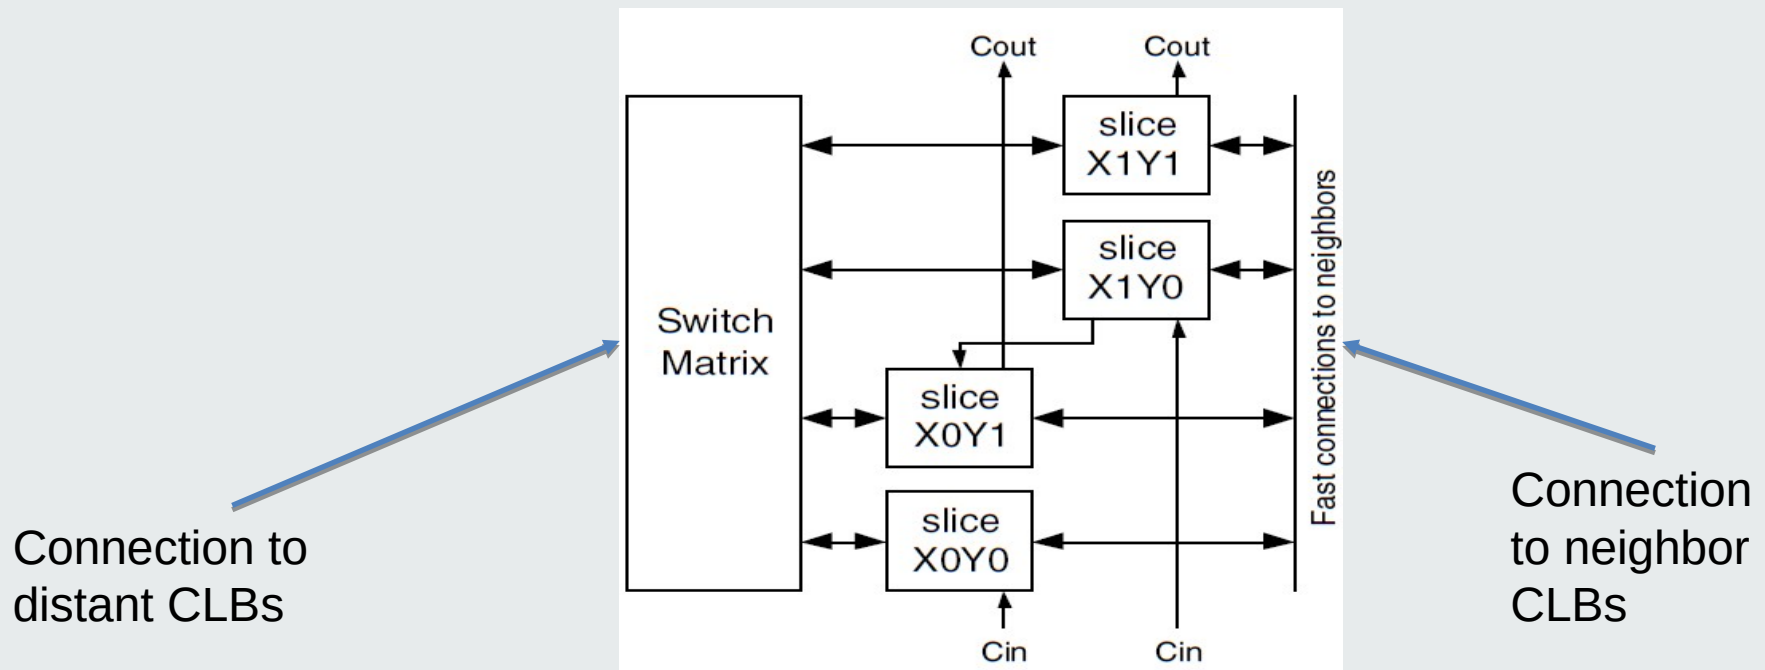 Cout
Cout
slice
X1Y1
slice
X1Y0
Switch
Matrix
slice
X0Y1
slice
X0Y0
Cin
Cin
Fast connections to neighbors
Connection to
distant CLBs
Connection
to neighbor
CLBs